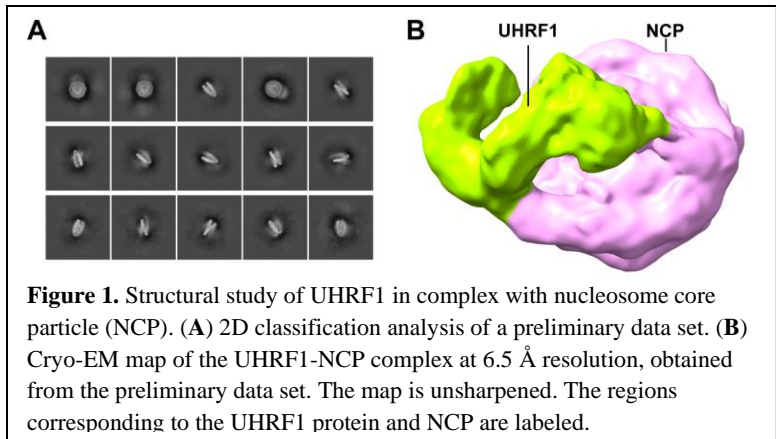 A
B
UHRF1
NCP
Figure 1. Structural study of UHRF1 in complex with nucleosome core
particle (NCP). (A) 2D classification analysis of a preliminary data set. (B)
Cryo-EM map of the UHRF1-NCP complex at 6.5 Å resolution, obtained
from the preliminary data set. The map is unsharpened. The regions
corresponding to the UHRF1 protein and NCP are labeled.